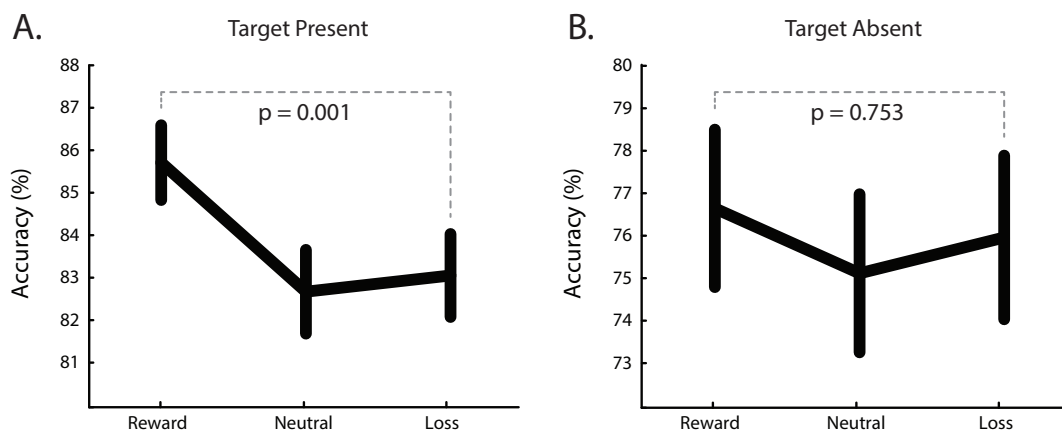 A.
Target Present
88
87
86
85
84
83
82
81
Accuracy (%)
p = 0.001
Reward Neutral Loss
B.
Target Absent
80
79
78
77
76
75
74
73
Accuracy (%)
p = 0.753
Reward Neutral Loss